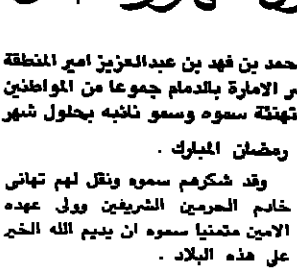 حمد بن فهد بن عبدالعزيز امير المنطقة
ر الامارة بالدمام جموعا من المواطنين
تهنئة سموه وسمو نائبه بحلول شهر
رمضان المبارك .
وقد شكرهم سموه ونقل لهم تهانى
خادم الحرمين الشريفين وولى عهده
الامين متمنيا سموه ان يديم الله الخير
على هذه البلاد .